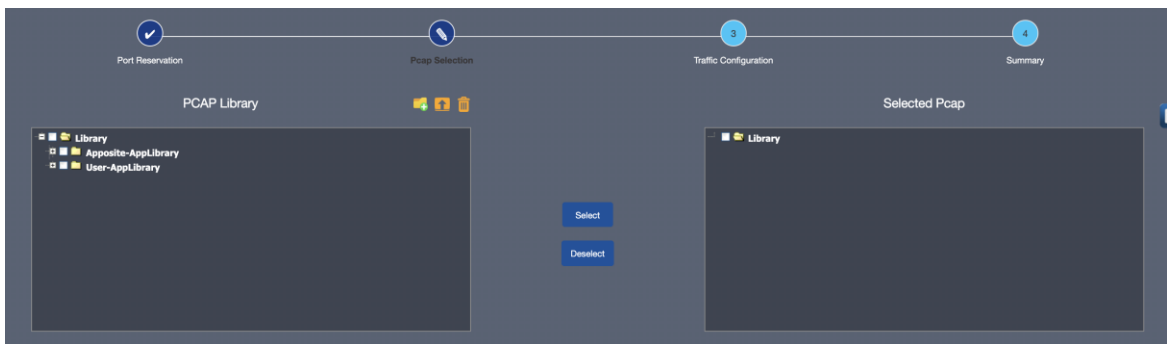 3
4
Port Reservation
Pcap Selection
Traffic Configuration
Summary
PCAP Library
Selected Pcap
Library
Apposite-AppLibrary
User-AppLibrary
Library
Select
Deselect